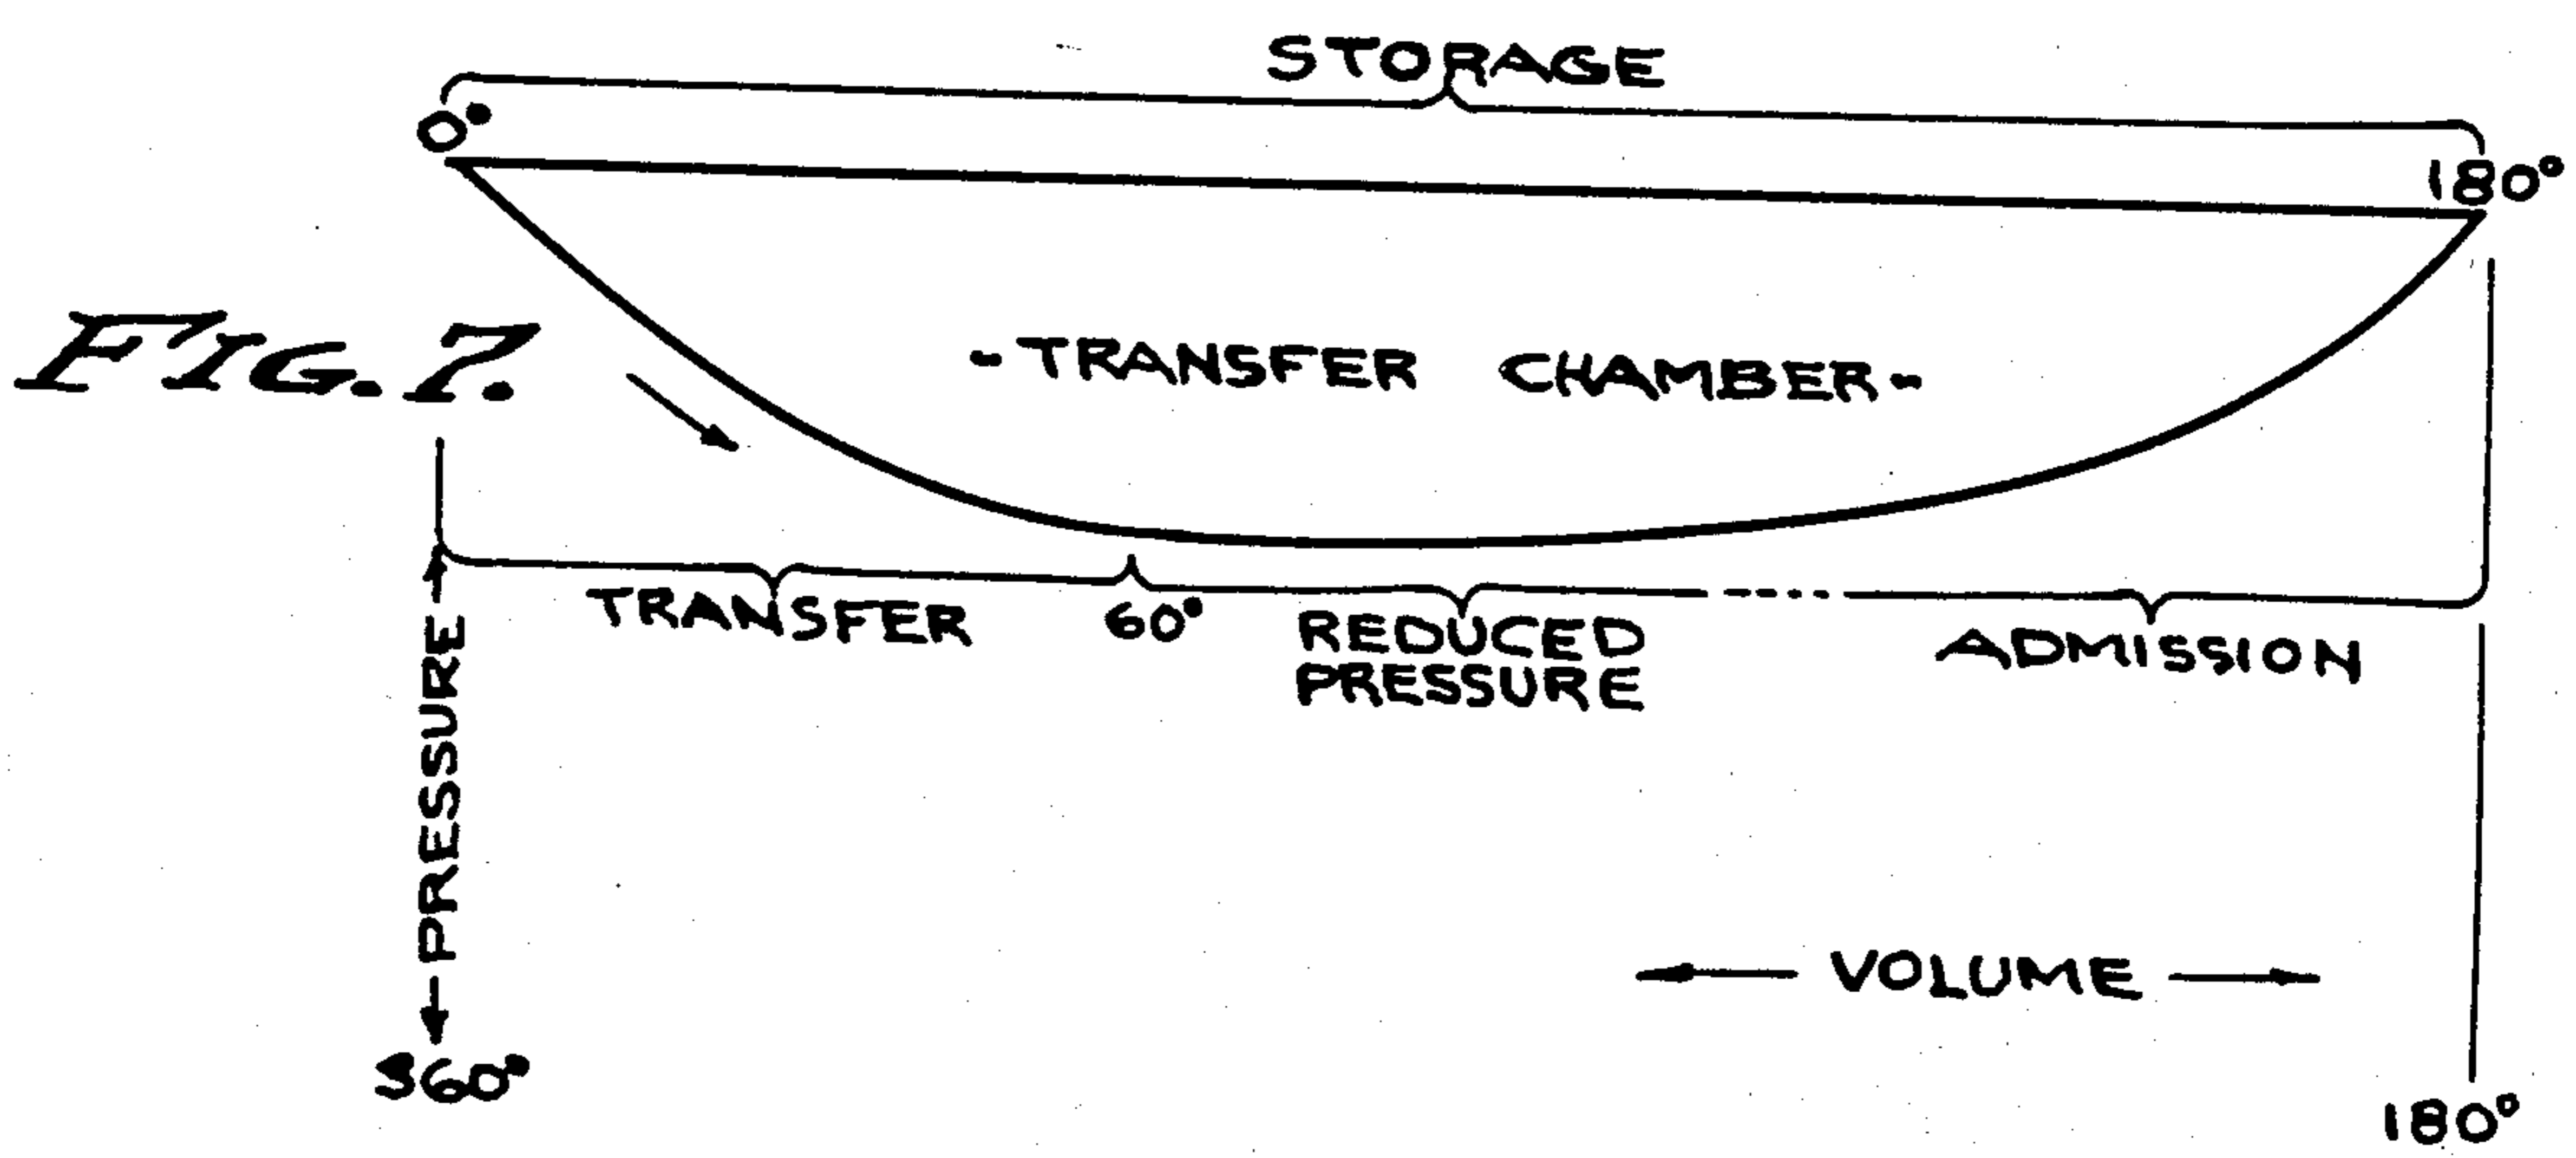 STORAGE
0°
180°
FIG. 7.
- TRANSFER CHAMBER -
TRANSFER
60°
REDUCED
PRESSURE
ADMISSION
PRESSURE
VOLUME
360°
180°